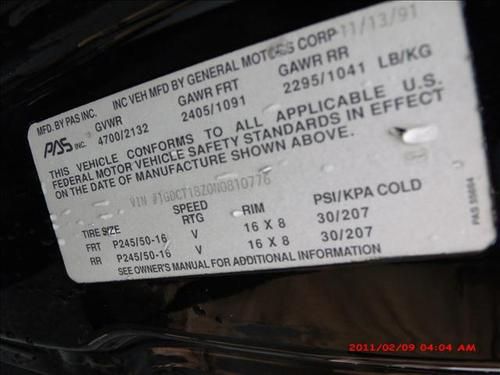 MFD. BY PAS INC. INC VEH MFD BY GENERAL MOTORS CORP 11/13/91
GVWR GAWR FRT GAWR RR
PAS INC. 4700/2132 2405/1091 2295/1041 LB/KG
THIS VEHICLE CONFORMS TO ALL APPLICABLE U.S.
FEDERAL MOTOR VEHICLE SAFETY STANDARDS IN EFFECT
ON THE DATE OF MANUFACTURE SHOWN ABOVE.
VIN #1GDCT18Z0N0810776
TIRE SIZE SPEED RTG RIM PSI/KPA COLD
FRT P245/50-16 V 16 X 8 30/207
RR P245/50-16 V 16 X 8 30/207
SEE OWNER'S MANUAL FOR ADDITIONAL INFORMATION
PAS 55604
2011/02/09 04:04 AM